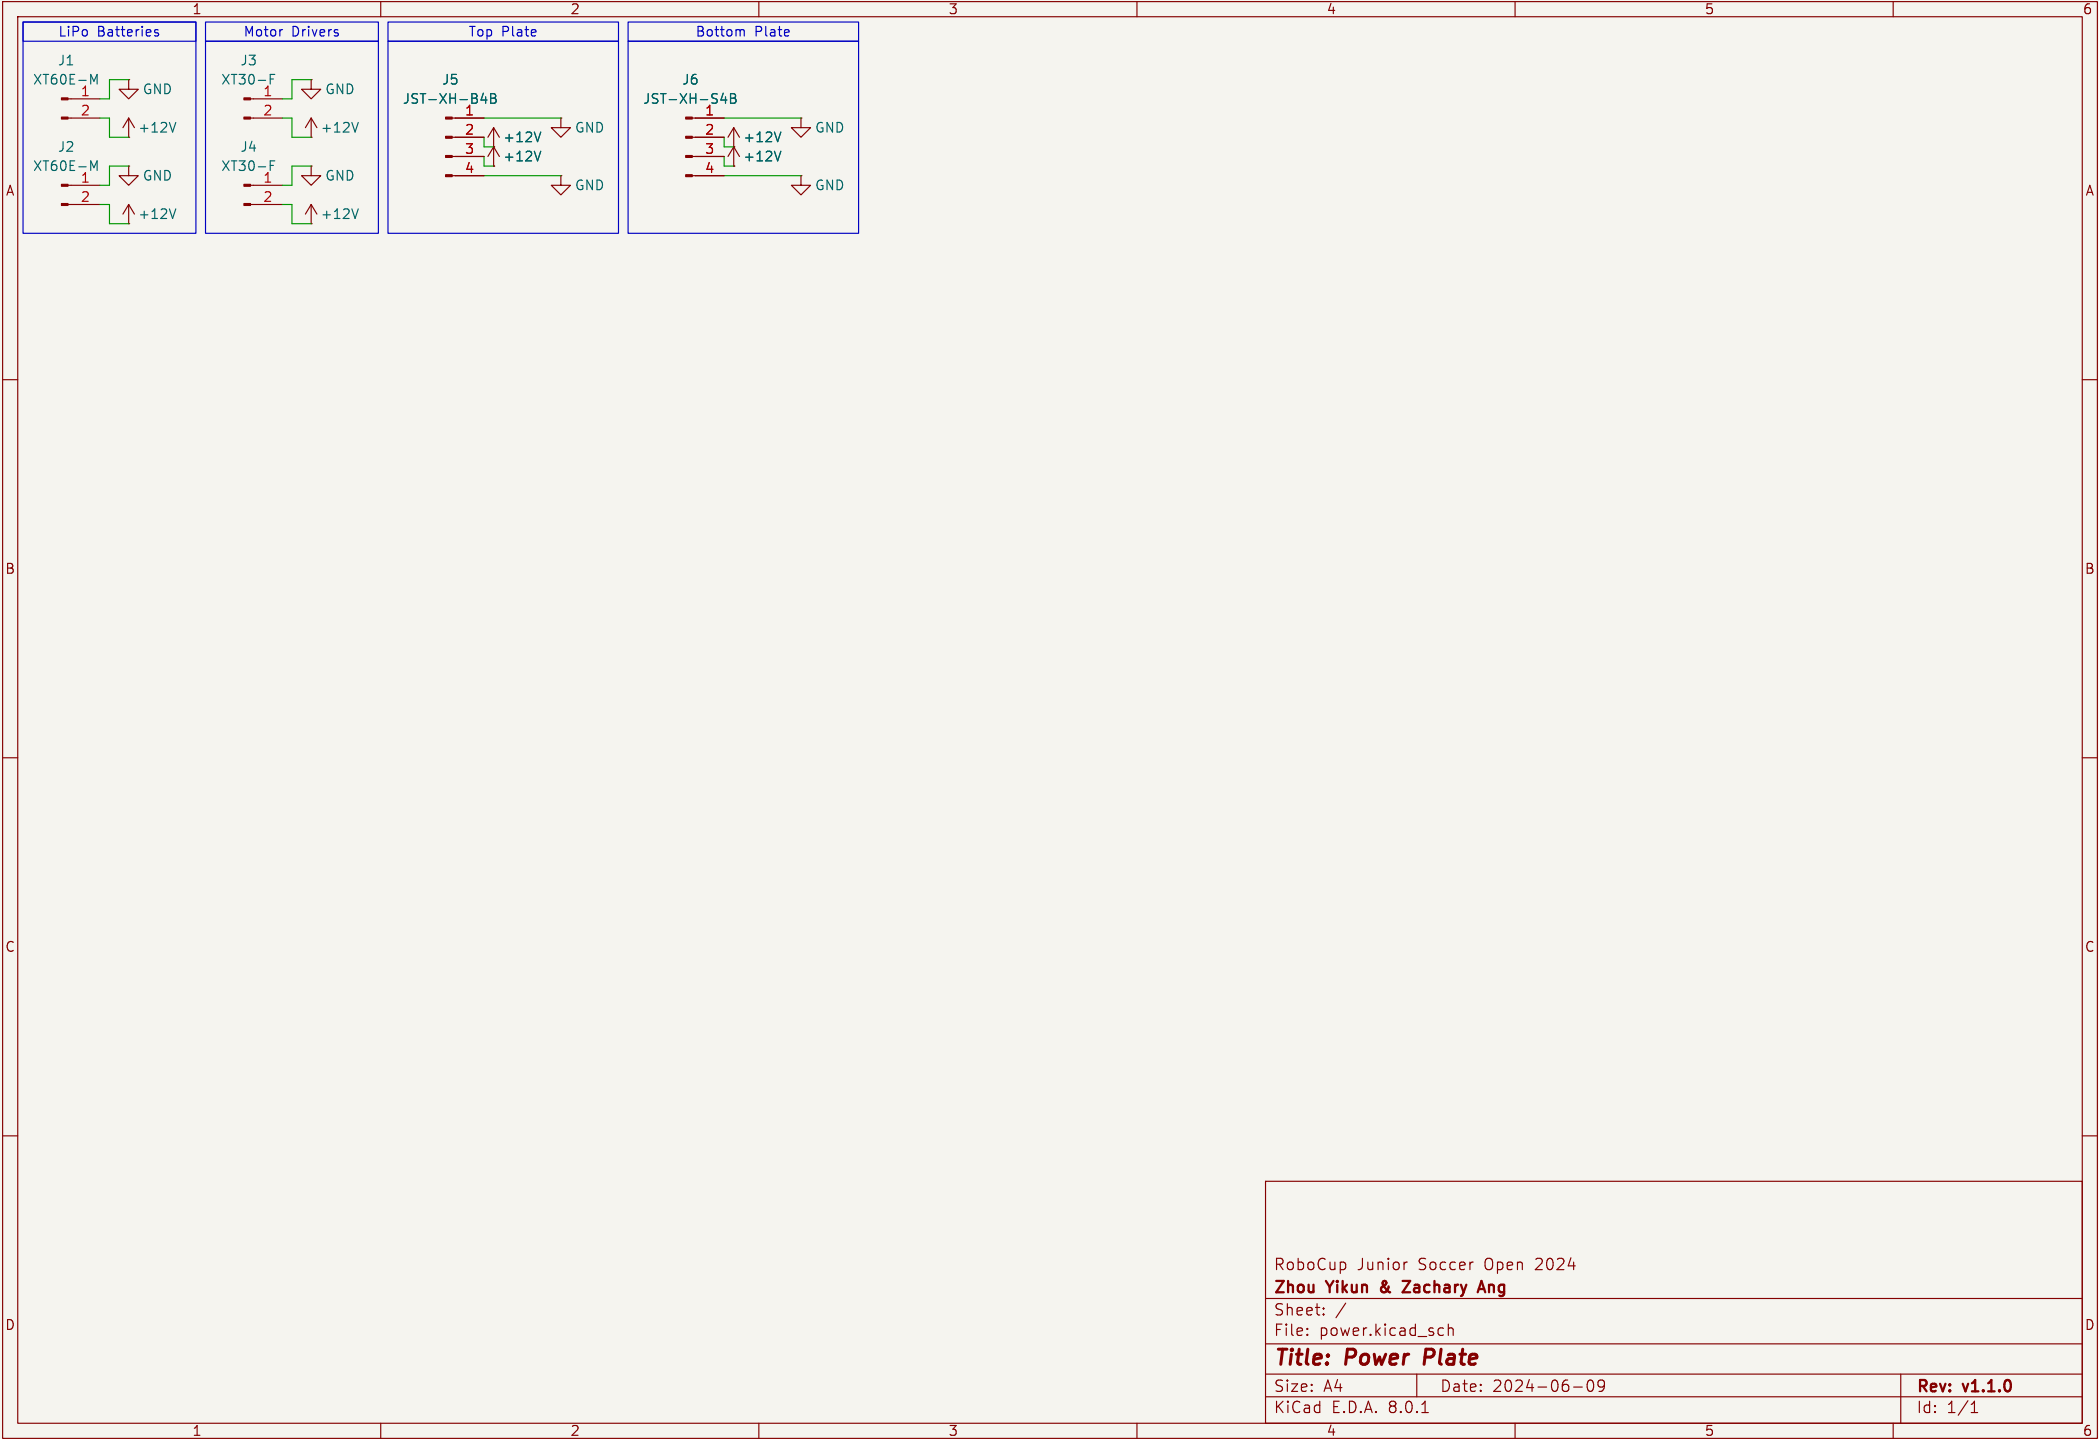 1 2 3 4 5 6
LiPo Batteries
J1
XT60E-M
1
GND
2
+12V
J2
XT60E-M
1
GND
2
+12V
Motor Drivers
J3
XT30-F
1
GND
2
+12V
J4
XT30-F
1
GND
2
+12V
Top Plate
J5
JST-XH-B4B
1
GND
2
+12V
3
+12V
4
GND
Bottom Plate
J6
JST-XH-S4B
1
GND
2
+12V
3
+12V
4
GND
A A
B B
C C
D D
RoboCup Junior Soccer Open 2024
Zhou Yikun & Zachary Ang
Sheet: /
File: power.kicad_sch
Title: Power Plate
Size: A4 Date: 2024-06-09 Rev: v1.1.0
KiCad E.D.A. 8.0.1 Id: 1/1
1 2 3 4 5 6